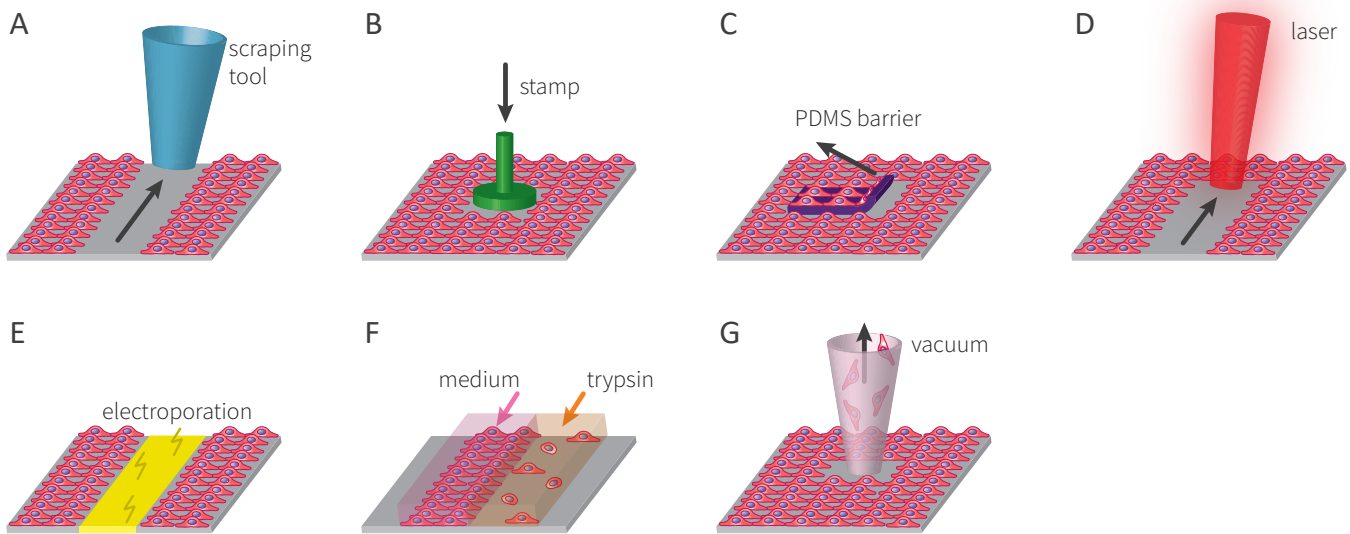 A
scraping
tool
B
stamp
C
PDMS barrier
D
laser
E
electroporation
F
medium
trypsin
G
vacuum